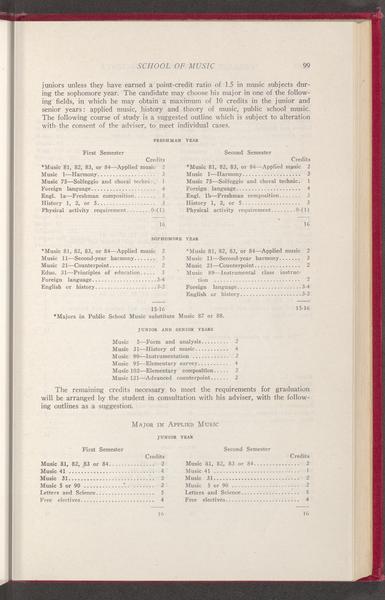 SCHOOL OF MUSIC 99
juniors unless they have earned a point-credit ratio of 1.5 in music subjects dur-
ing the sophomore year. The candidate may choose his major in one of the follow-
ing fields, in which he may obtain a maximum of 10 credits in the junior and
senior years: applied music, history and theory of music, public school music.
The following course of study is a suggested outline which is subject to alteration
with the consent of the adviser, to meet individual cases.
FRESHMAN YEAR
First Semester
Credits
*Music 81, 82, 83, or 84—Applied music 2
Music 1—Harmony 3
Music 75—Solfeggio and choral technic. 1
Foreign language 4
Engl. 1a—Freshman composition 3
History 1, 2, or 5 3
Physical activity requirement 0-(1)
16
Second Semester
Credits
*Music 81, 82, 83, or 84—Applied music 2
Music 1—Harmony 3
Music 75—Solfeggio and choral technic. 1
Foreign language 4
Engl. 1b—Freshman composition 3
History 1, 2, or 5 3
Physical activity requirement 0-(1)
16
SOPHOMORE YEAR
*Music 81, 82, 83, or 84—Applied music 2
Music 11—Second-year harmony 3
Music 21—Counterpoint 2
Educ. 31—Principles of education 3
Foreign language 3-4
English or history 3-2
15-16
*Music 81, 82, 83, or 84—Applied music 2
Music 11—Second-year harmony 3
Music 21—Counterpoint 2
Music 89—Instrumental class instruc-
tion 2
Foreign language 3-4
English or history 3-2
15-16
*Majors in Public School Music substitute Music 87 or 88.
JUNIOR AND SENIOR YEARS
Music 5—Form and analysis 2
Music 31—History of music 4
Music 90—Instrumentation 2
Music 95—Elementary survey 4
Music 102—Elementary composition 2
Music 121—Advanced counterpoint 2
The remaining credits necessary to meet the requirements for graduation
will be arranged by the student in consultation with his adviser, with the follow-
ing outlines as a suggestion.
MAJOR IN APPLIED MUSIC
JUNIOR YEAR
First Semester
Credits
Music 81, 82, 83 or 84 2
Music 41 1
Music 31 2
Music 5 or 90 2
Letters and Science 5
Free electives 4
16
Second Semester
Credits
Music 81, 82, 83 or 84 2
Music 41 1
Music 31 2
Music 5 or 90 2
Letters and Science 5
Free electives 4
16